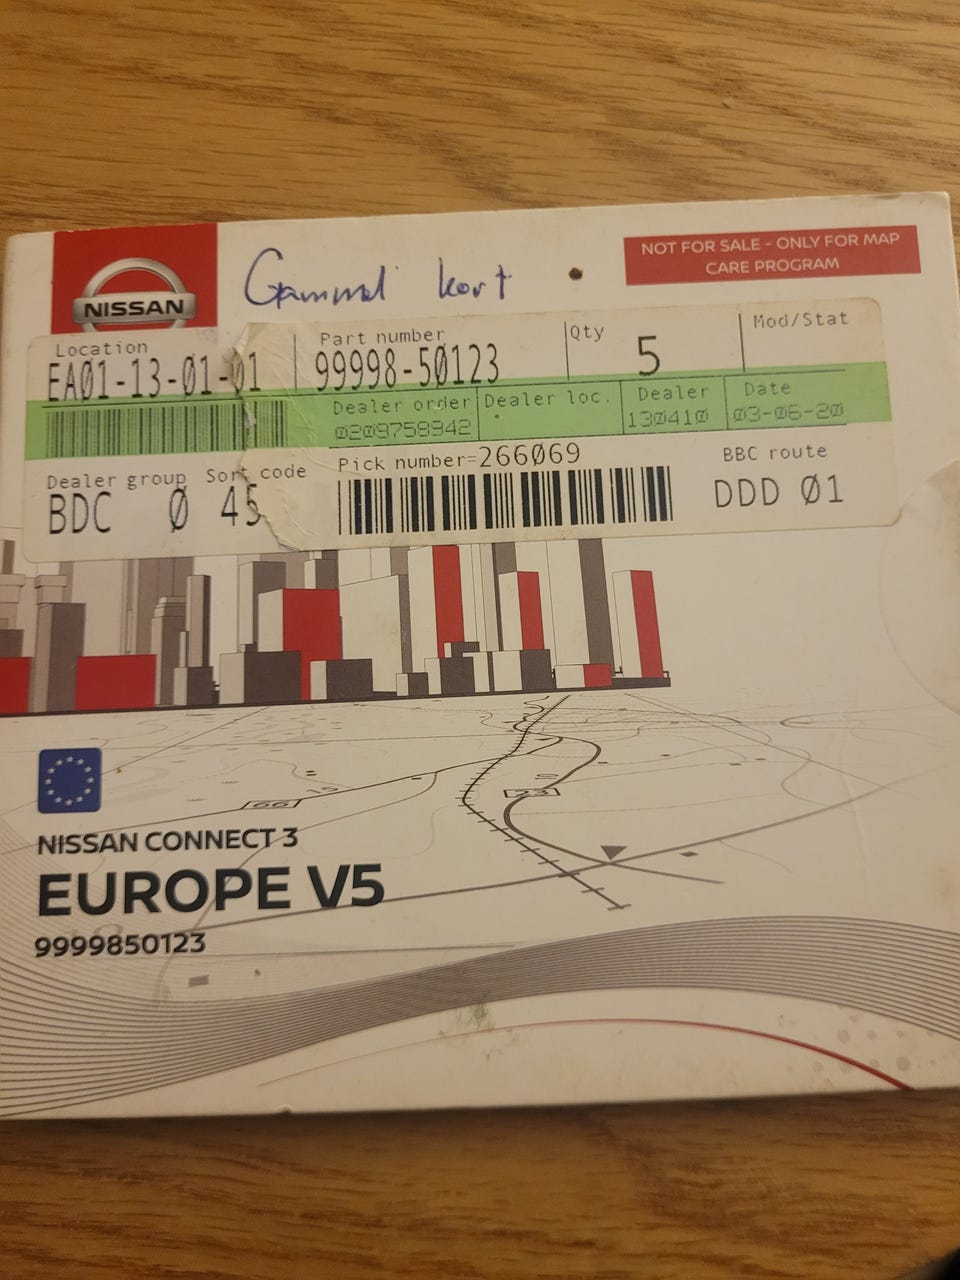 NISSAN
Gammel kort
NOT FOR SALE - ONLY FOR MAP
CARE PROGRAM
Location
EA01-13-01-01
Part number
99998-50123
Qty
5
Mod/Stat
Dealer order
0209758942
Dealer loc.
Dealer
130410
Date
03-06-20
Dealer group
BDC 0
Sort code
45
Pick number=266069
BBC route
DDD 01
66
15
23
NISSAN CONNECT 3
EUROPE V5
9999850123